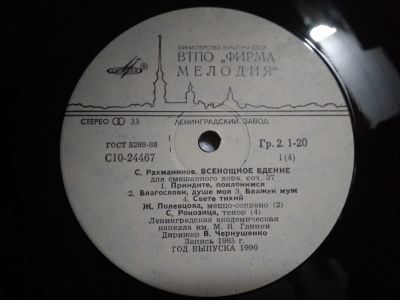 МИНИСТЕРСТВО КУЛЬТУРЫ СССР
ВТПО „ФИРМА
МЕЛОДИЯ"
СТЕРЕО 33 ЛЕНИНГРАДСКИЙ ЗАВОД
ГОСТ 5289-88 Гр. 2. 1-20
С10-24467 1(4)
С. Рахманинов. ВСЕНОЩНОЕ БДЕНИЕ
для смешанного хора, соч. 37
1. Приидите, поклонимся
2. Благослови, душе моя 3. Блажен муж
4. Свете тихий
Ж. Полевцова, меццо-сопрано (2)
С. Рокозица, тенор (4)
Ленинградская академическая
капелла им. М. И. Глинки
Дирижер В. Чернушенко
Запись 1985 г.
ГОД ВЫПУСКА 1990